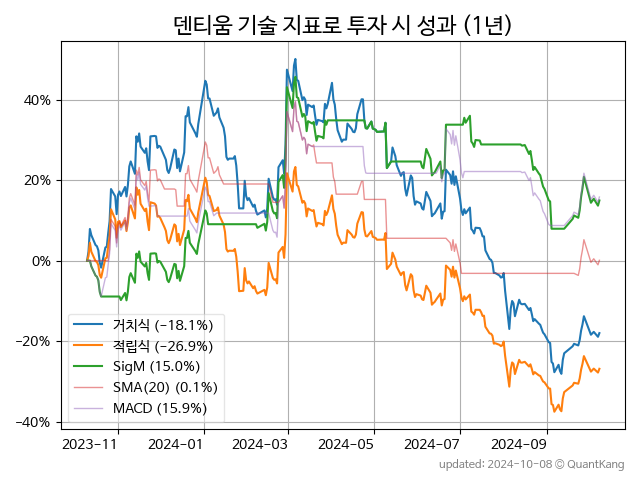 덴티움 기술 지표로 투자 시 성과 (1년)
40%
20%
0%
−20%
−40%
거치식 (−18.1%)
적립식 (−26.9%)
SigM (15.0%)
SMA(20) (0.1%)
MACD (15.9%)
2023−11
2024−01
2024−03
2024−05
2024−07
2024−09
updated: 2024-10-08 © QuantKang